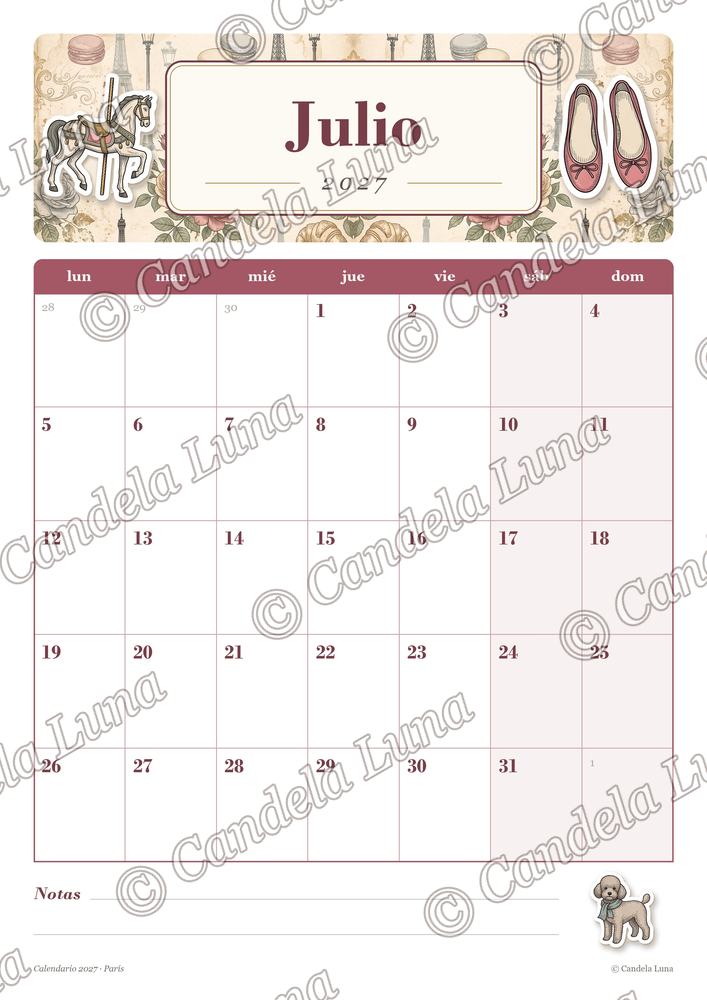 Julio
2027
lun mar mié jue vie sáb dom
28 29 30 1 2 3 4
5 6 7 8 9 10 11
12 13 14 15 16 17 18
19 20 21 22 23 24 25
26 27 28 29 30 31 1
Notas
Calendario 2027 · París
© Candela Luna
© Candela Luna